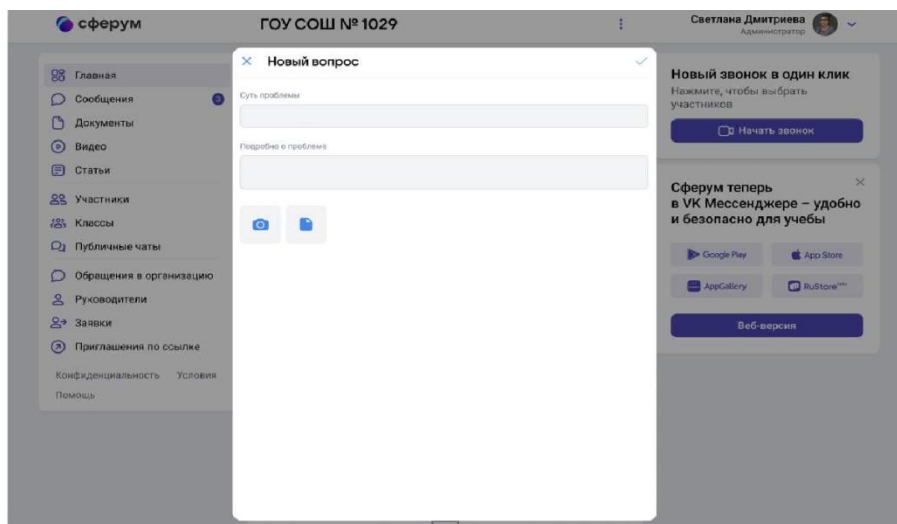 сферум
ГОУ СОШ № 1029
Светлана Дмитриева
Администратор
Главная
Сообщения
Документы
Видео
Статьи
Участники
Классы
Публичные чаты
Обращения в организацию
Руководители
Заявки
Приглашения по ссылке
Конфиденциальность Условия
Помощь
Новый вопрос
Суть проблемы
Подробно о проблеме
Новый звонок в один клик
Нажмите, чтобы выбрать
участников
Начать звонок
Сферум теперь
в VK Мессенджере – удобно
и безопасно для учебы
Google Play
App Store
AppGallery
RuStore
Веб-версия